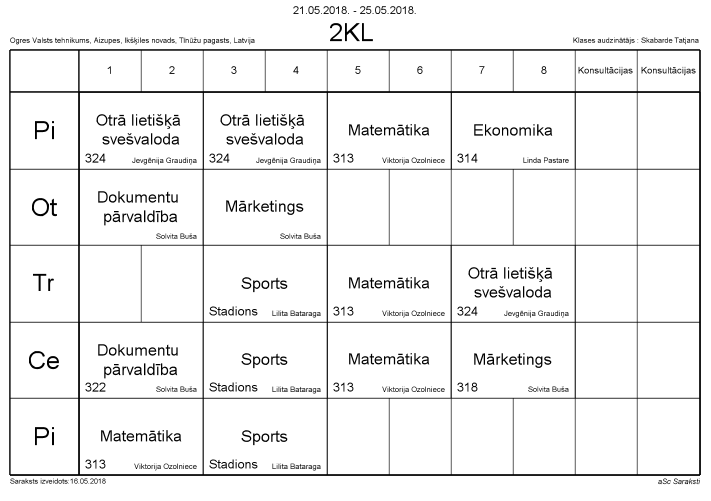 21.05.2018. - 25.05.2018.
Ogres Valsts tehnikums, Aizupes, Ikšķiles novads, Tīnūžu pagasts, Latvija
2KL
Klases audzinātājs : Skabarde Tatjana
1 2 3 4 5 6 7 8 Konsultācijas Konsultācijas
Pi
Otrā lietišķā
svešvaloda
324 Jevgēnija Graudiņa
Otrā lietišķā
svešvaloda
324 Jevgēnija Graudiņa
Matemātika
313 Viktorija Ozolniece
Ekonomika
314 Linda Pastare
Ot
Dokumentu
pārvaldība
Solvita Buša
Mārketings
Solvita Buša
Tr
Sports
Stadions Lilita Bataraga
Matemātika
313 Viktorija Ozolniece
Otrā lietišķā
svešvaloda
324 Jevgēnija Graudiņa
Ce
Dokumentu
pārvaldība
322 Solvita Buša
Sports
Stadions Lilita Bataraga
Matemātika
313 Viktorija Ozolniece
Mārketings
318 Solvita Buša
Pi
Matemātika
313 Viktorija Ozolniece
Sports
Stadions Lilita Bataraga
Saraksts izveidots:16.05.2018
aSc Saraksti